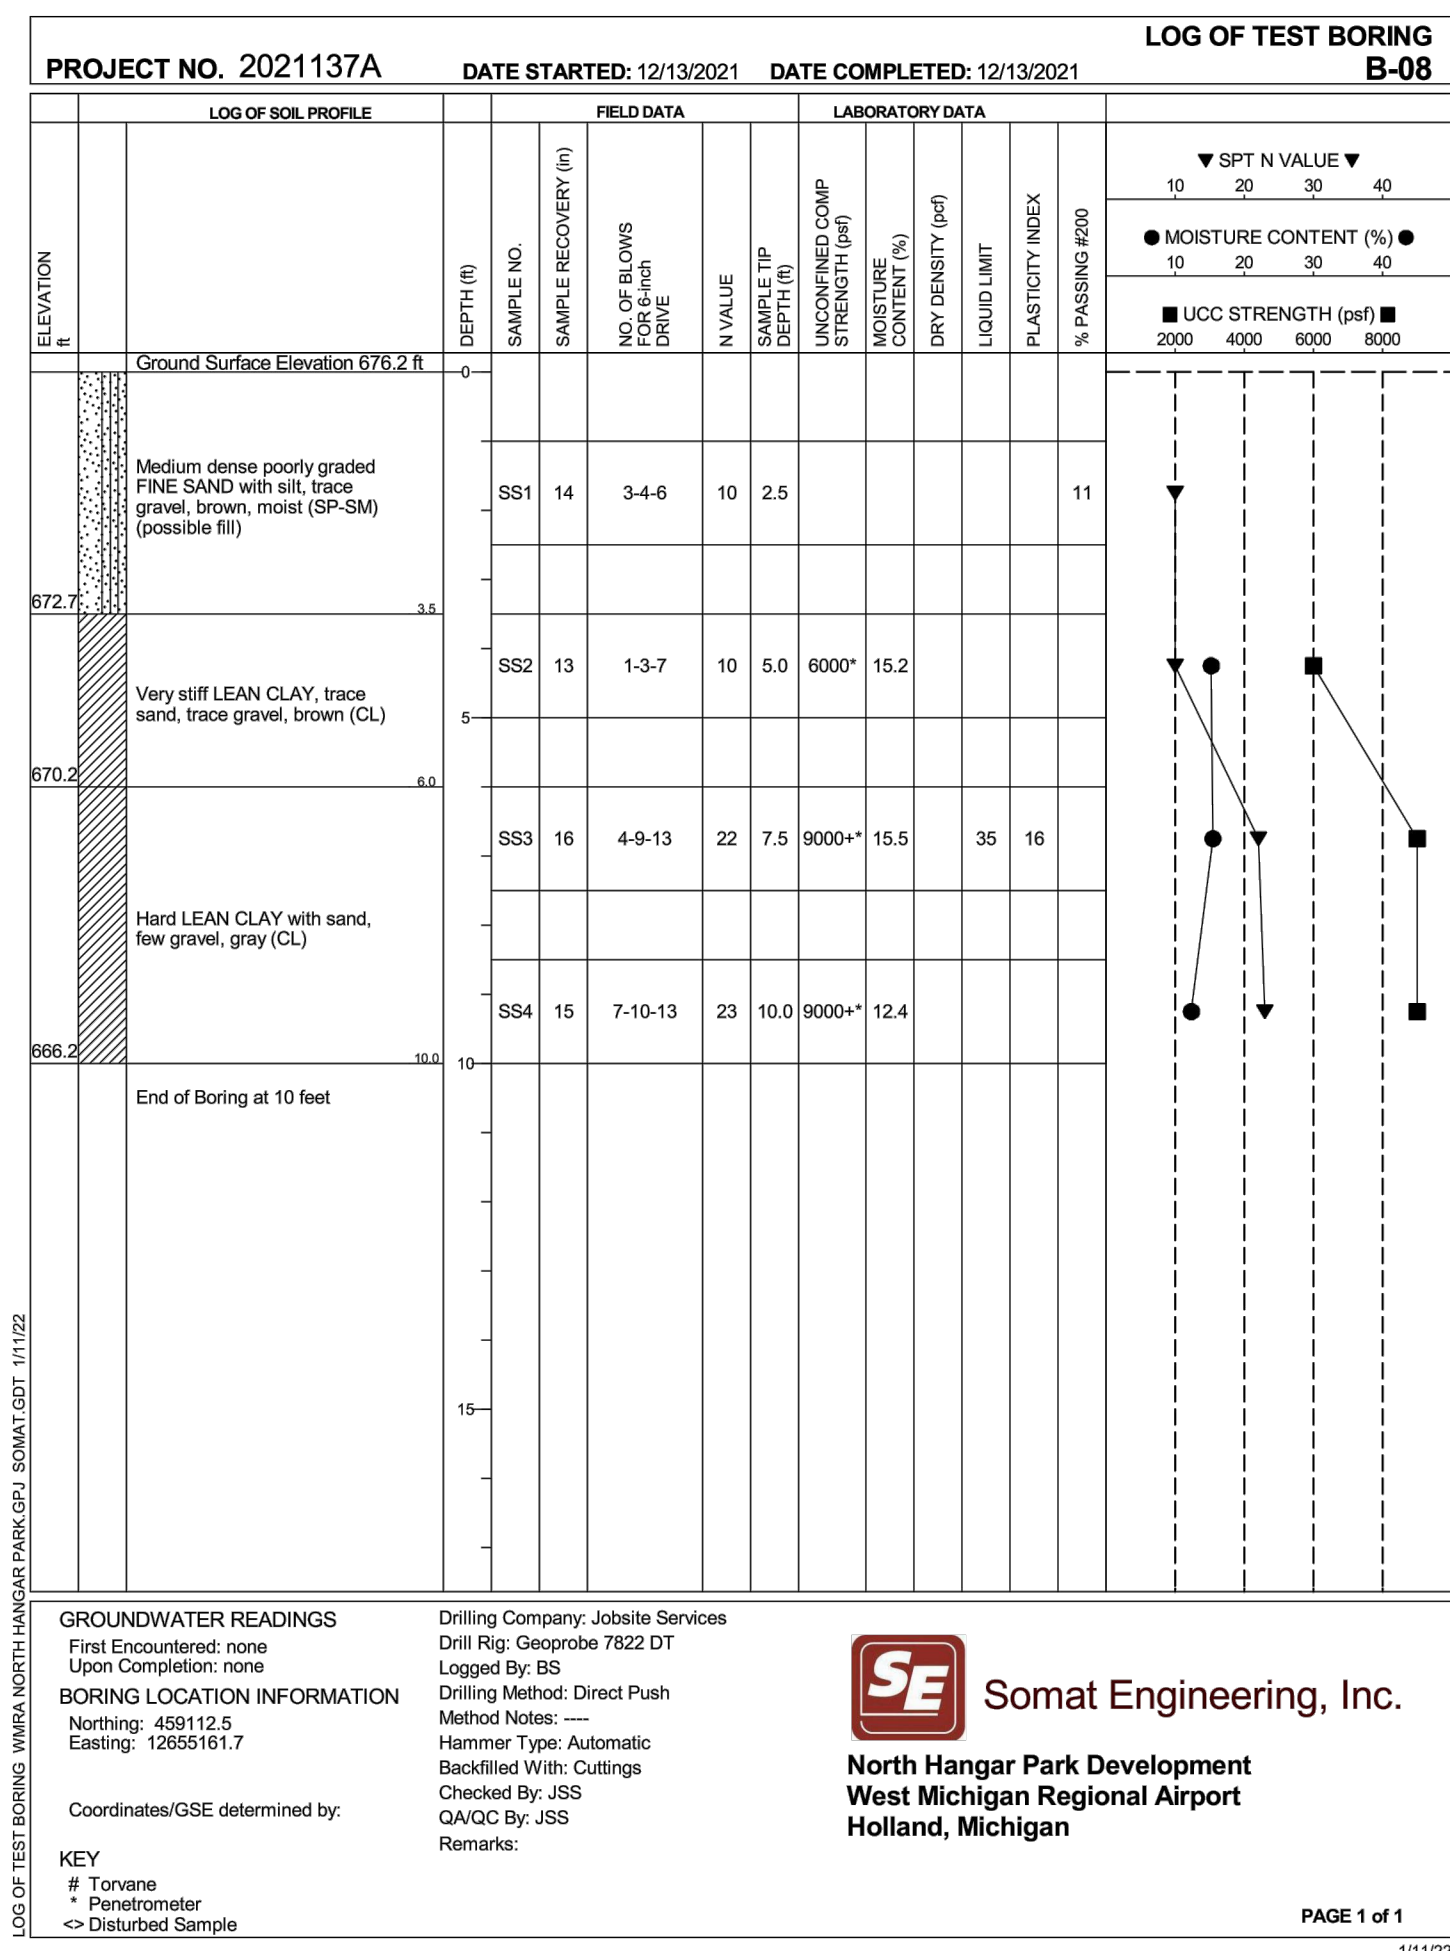 LOG OF TEST BORING
PROJECT NO. 2021137A DATE STARTED: 12/13/2021 DATE COMPLETED: 12/13/2021 B-08
LOG OF SOIL PROFILE FIELD DATA LABORATORY DATA
ELEVATION
ft
DEPTH (ft)
SAMPLE NO.
SAMPLE RECOVERY (in)
NO. OF BLOWS
FOR 6-inch
DRIVE
N VALUE
SAMPLE TIP
DEPTH (ft)
UNCONFINED COMP
STRENGTH (psf)
MOISTURE
CONTENT (%)
DRY DENSITY (pcf)
LIQUID LIMIT
PLASTICITY INDEX
% PASSING #200
▼ SPT N VALUE ▼
10 20 30 40
● MOISTURE CONTENT (%) ●
10 20 30 40
■ UCC STRENGTH (psf) ■
2000 4000 6000 8000
Ground Surface Elevation 676.2 ft
0
Medium dense poorly graded
FINE SAND with silt, trace
gravel, brown, moist (SP-SM)
(possible fill)
SS1 14 3-4-6 10 2.5 11
672.7 3.5
SS2 13 1-3-7 10 5.0 6000* 15.2
Very stiff LEAN CLAY, trace
sand, trace gravel, brown (CL)
5
670.2 6.0
SS3 16 4-9-13 22 7.5 9000+* 15.5 35 16
Hard LEAN CLAY with sand,
few gravel, gray (CL)
SS4 15 7-10-13 23 10.0 9000+* 12.4
666.2 10.0 10
End of Boring at 10 feet
15
LOG OF TEST BORING WMRA NORTH HANGAR PARK.GPJ SOMAT.GDT 1/11/22
GROUNDWATER READINGS
First Encountered: none
Upon Completion: none
BORING LOCATION INFORMATION
Northing: 459112.5
Easting: 12655161.7
Coordinates/GSE determined by:
KEY
# Torvane
* Penetrometer
<> Disturbed Sample
Drilling Company: Jobsite Services
Drill Rig: Geoprobe 7822 DT
Logged By: BS
Drilling Method: Direct Push
Method Notes: ----
Hammer Type: Automatic
Backfilled With: Cuttings
Checked By: JSS
QA/QC By: JSS
Remarks:
SE
Somat Engineering, Inc.
North Hangar Park Development
West Michigan Regional Airport
Holland, Michigan
PAGE 1 of 1
1/11/22